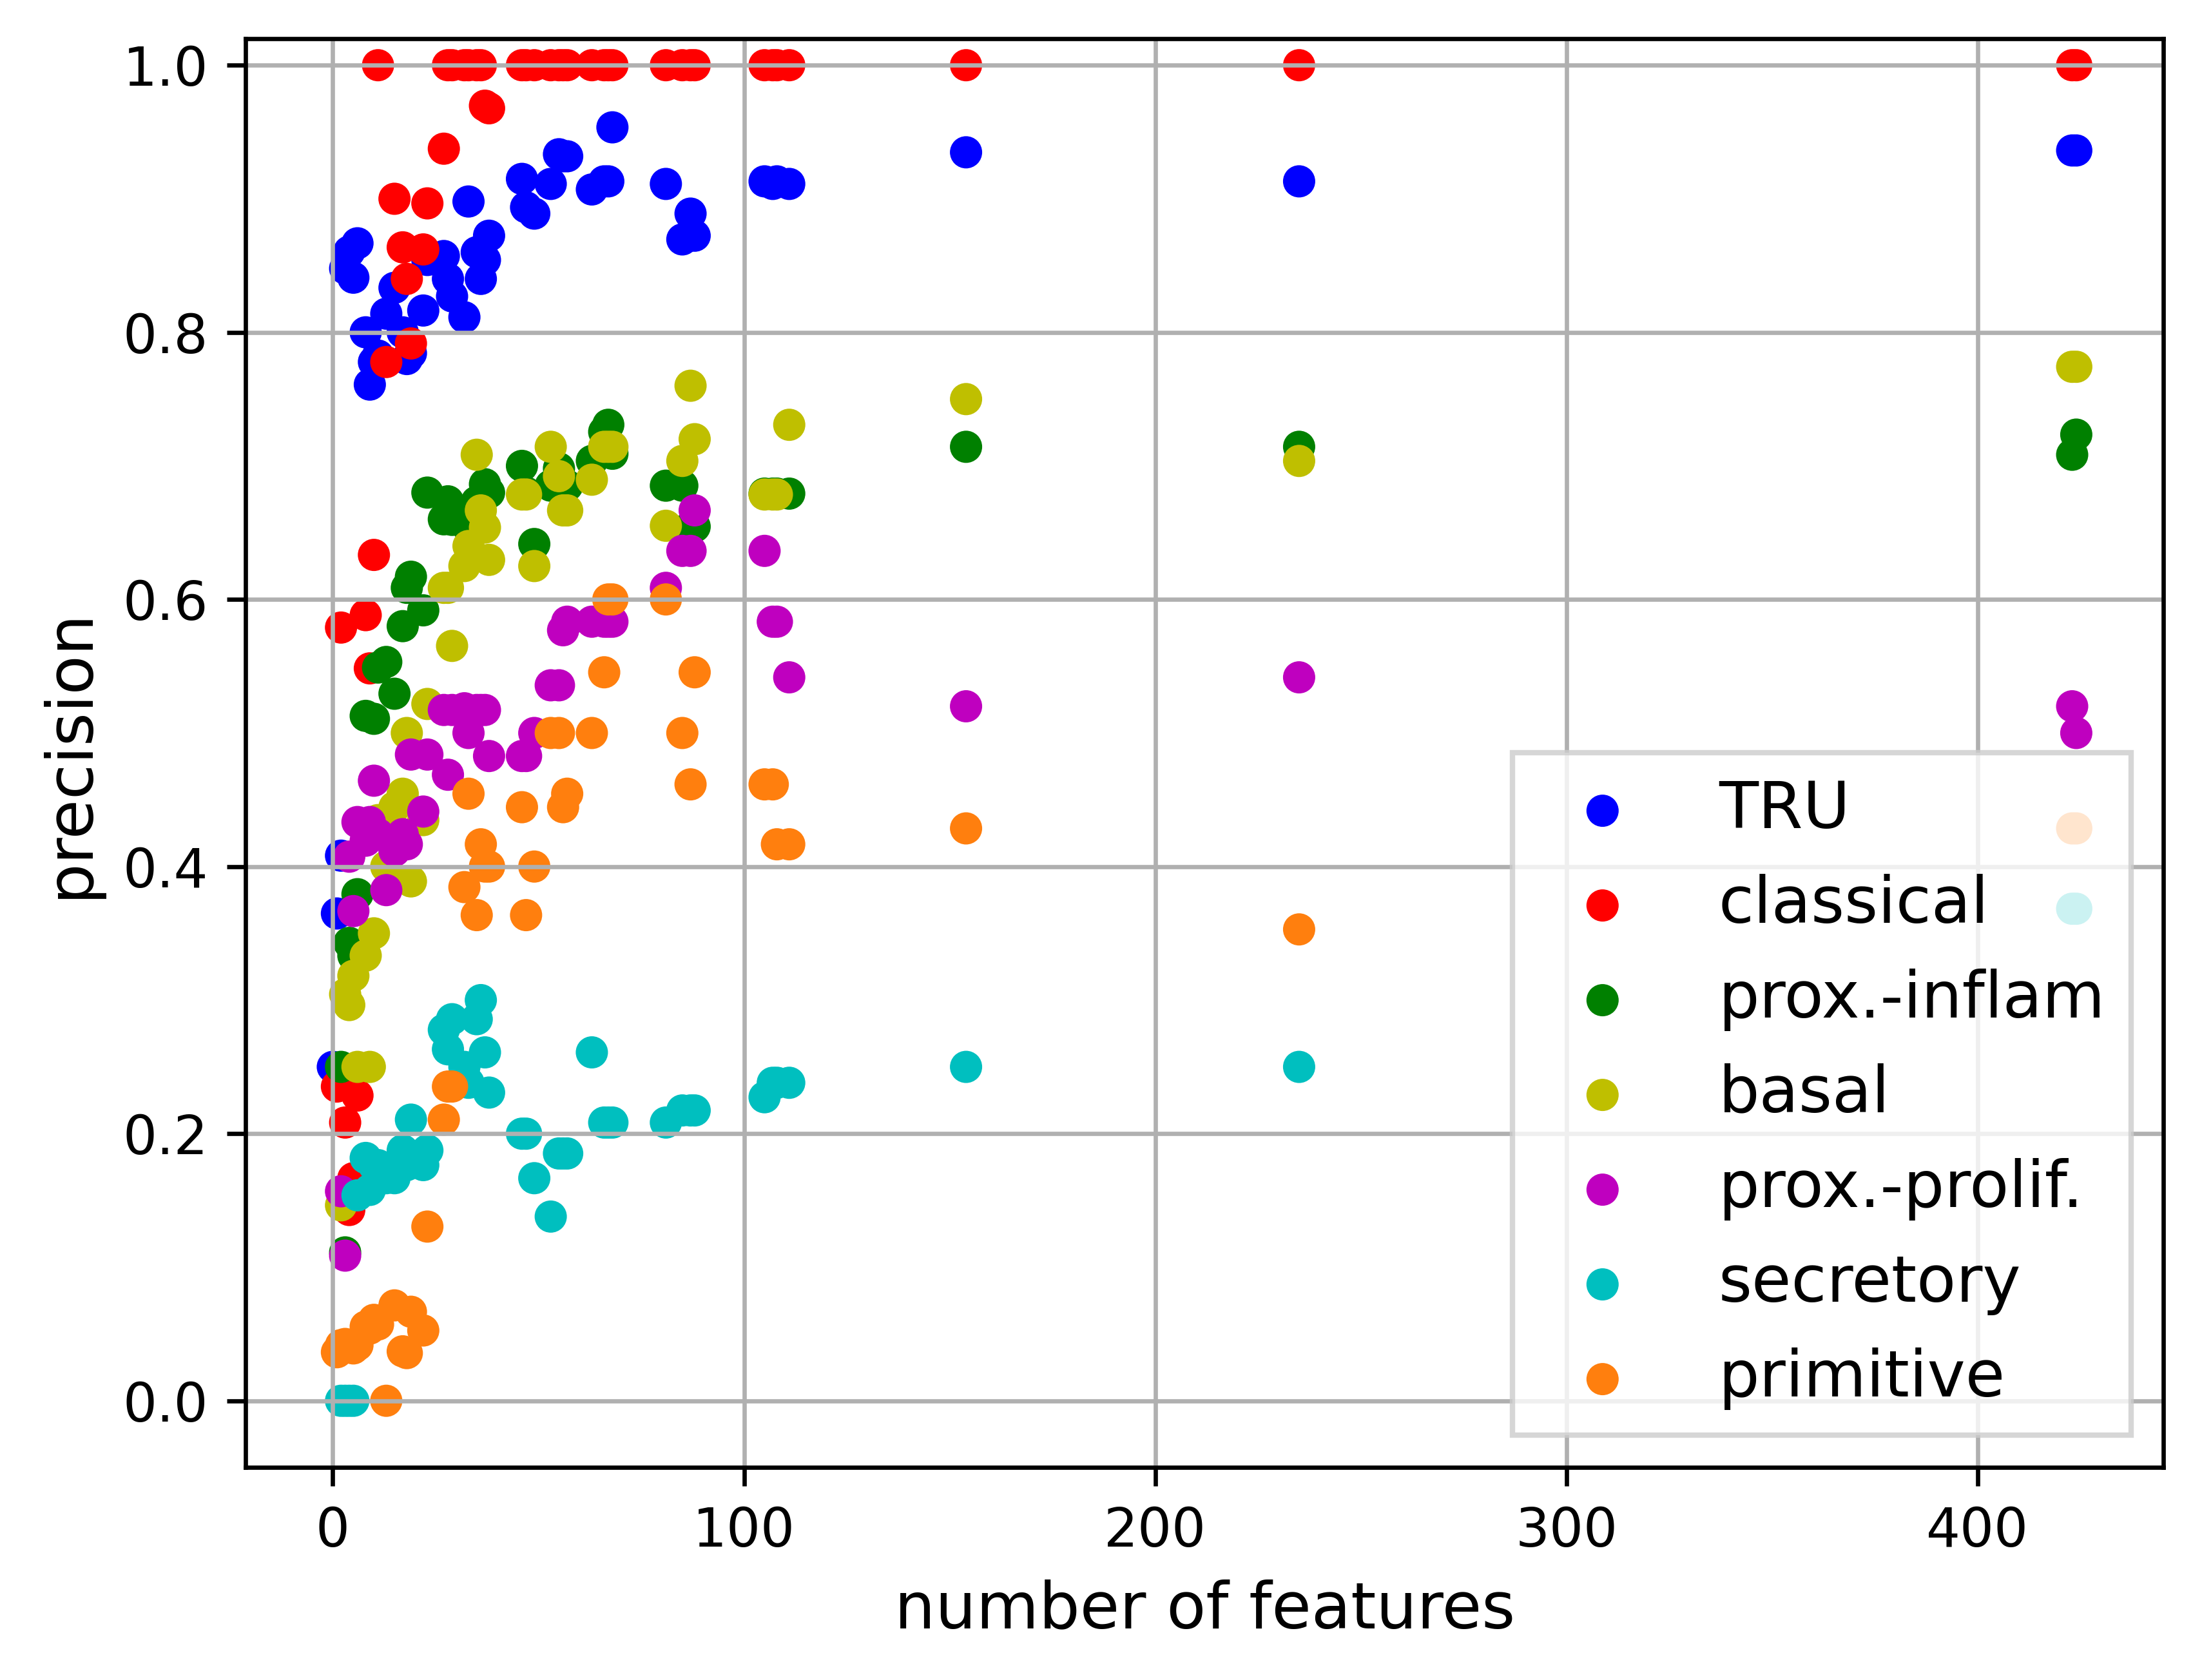 1.0
0.8
0.6
0.4
0.2
0.0
precision
0
100
200
300
400
number of features
TRU
classical
prox.-inflam
basal
prox.-prolif.
secretory
primitive